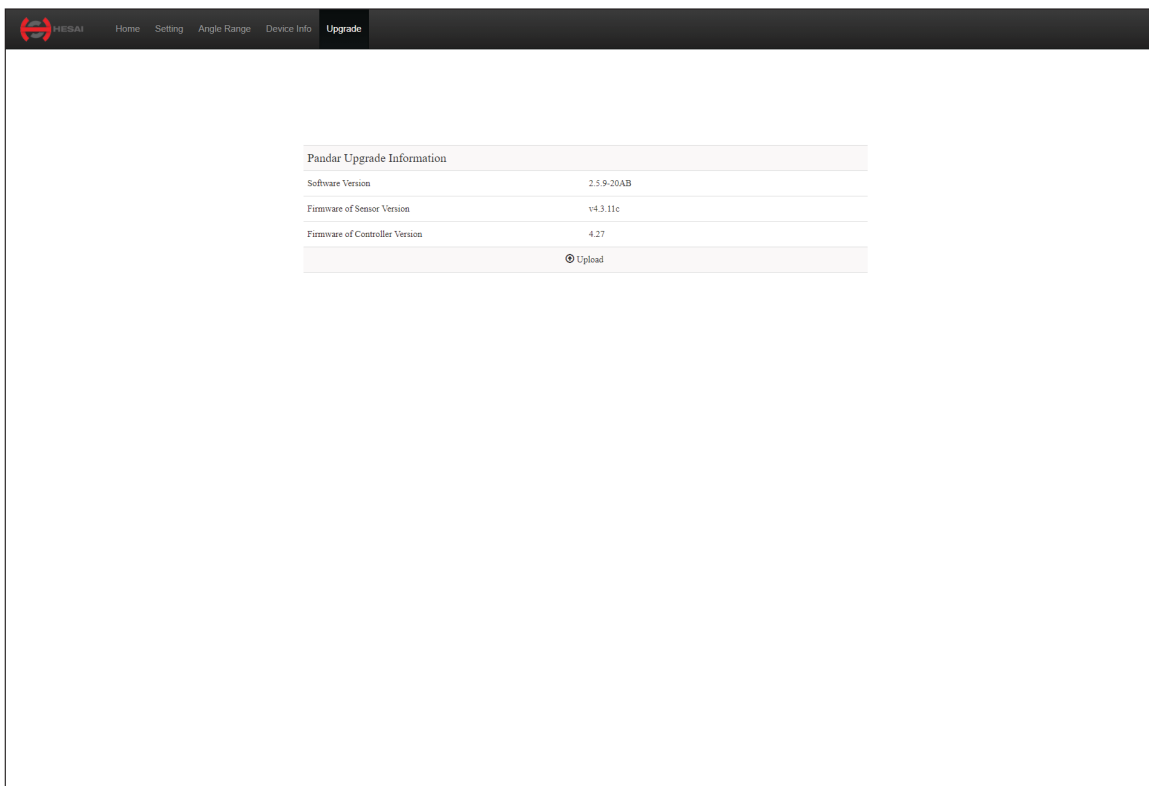 HESAI Home Setting Angle Range Device Info Upgrade
Pandar Upgrade Information
Software Version 2.5.9-20AB
Firmware of Sensor Version v4.3.11c
Firmware of Controller Version 4.27
Upload